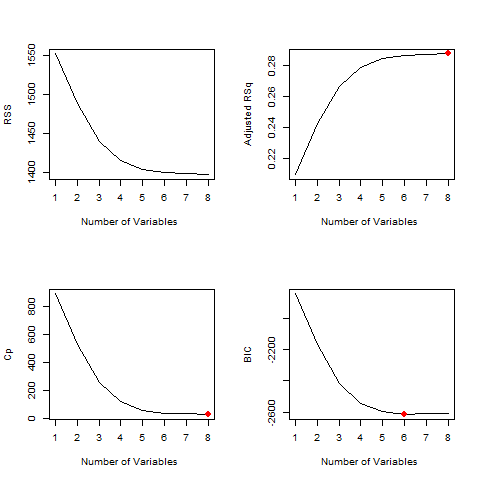 RSS
1550
1500
1450
1400
1 2 3 4 5 6 7 8
Number of Variables
Adjusted RSq
0.28
0.26
0.24
0.22
1 2 3 4 5 6 7 8
Number of Variables
Cp
800
600
400
200
0
1 2 3 4 5 6 7 8
Number of Variables
BIC
-2200
-2600
1 2 3 4 5 6 7 8
Number of Variables